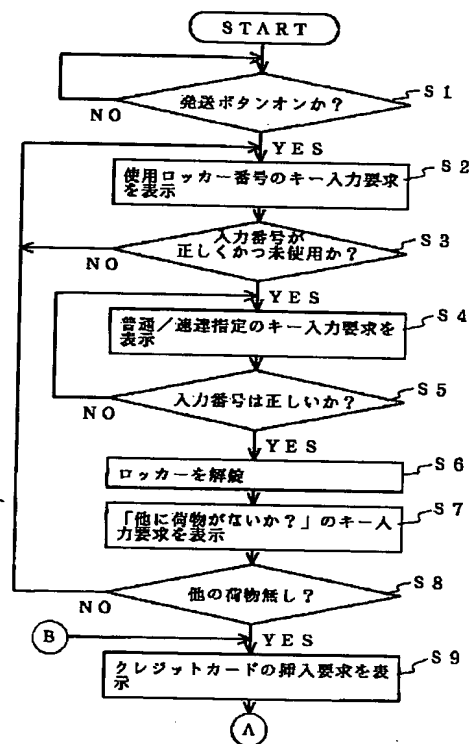 START
S1
発送ボタンオンか?
NO
YES
S2
使用ロッカー番号のキー入力要求
を表示
S3
入力番号が
正しくかつ未使用か?
NO
YES
S4
普通/速達指定のキー入力要求を
表示
S5
入力番号は正しいか?
NO
YES
S6
ロッカーを解錠
S7
「他に荷物がないか?」のキー入
力要求を表示
S8
他の荷物無し?
NO
B
YES
S9
クレジットカードの挿入要求を表
示
A